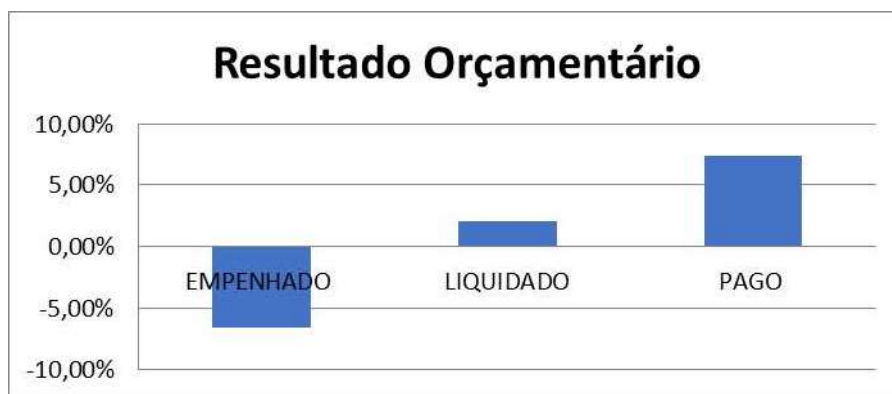 Resultado Orçamentário
10,00%
5,00%
0,00%
EMPENHADO LIQUIDADO PAGO
-5,00%
-10,00%